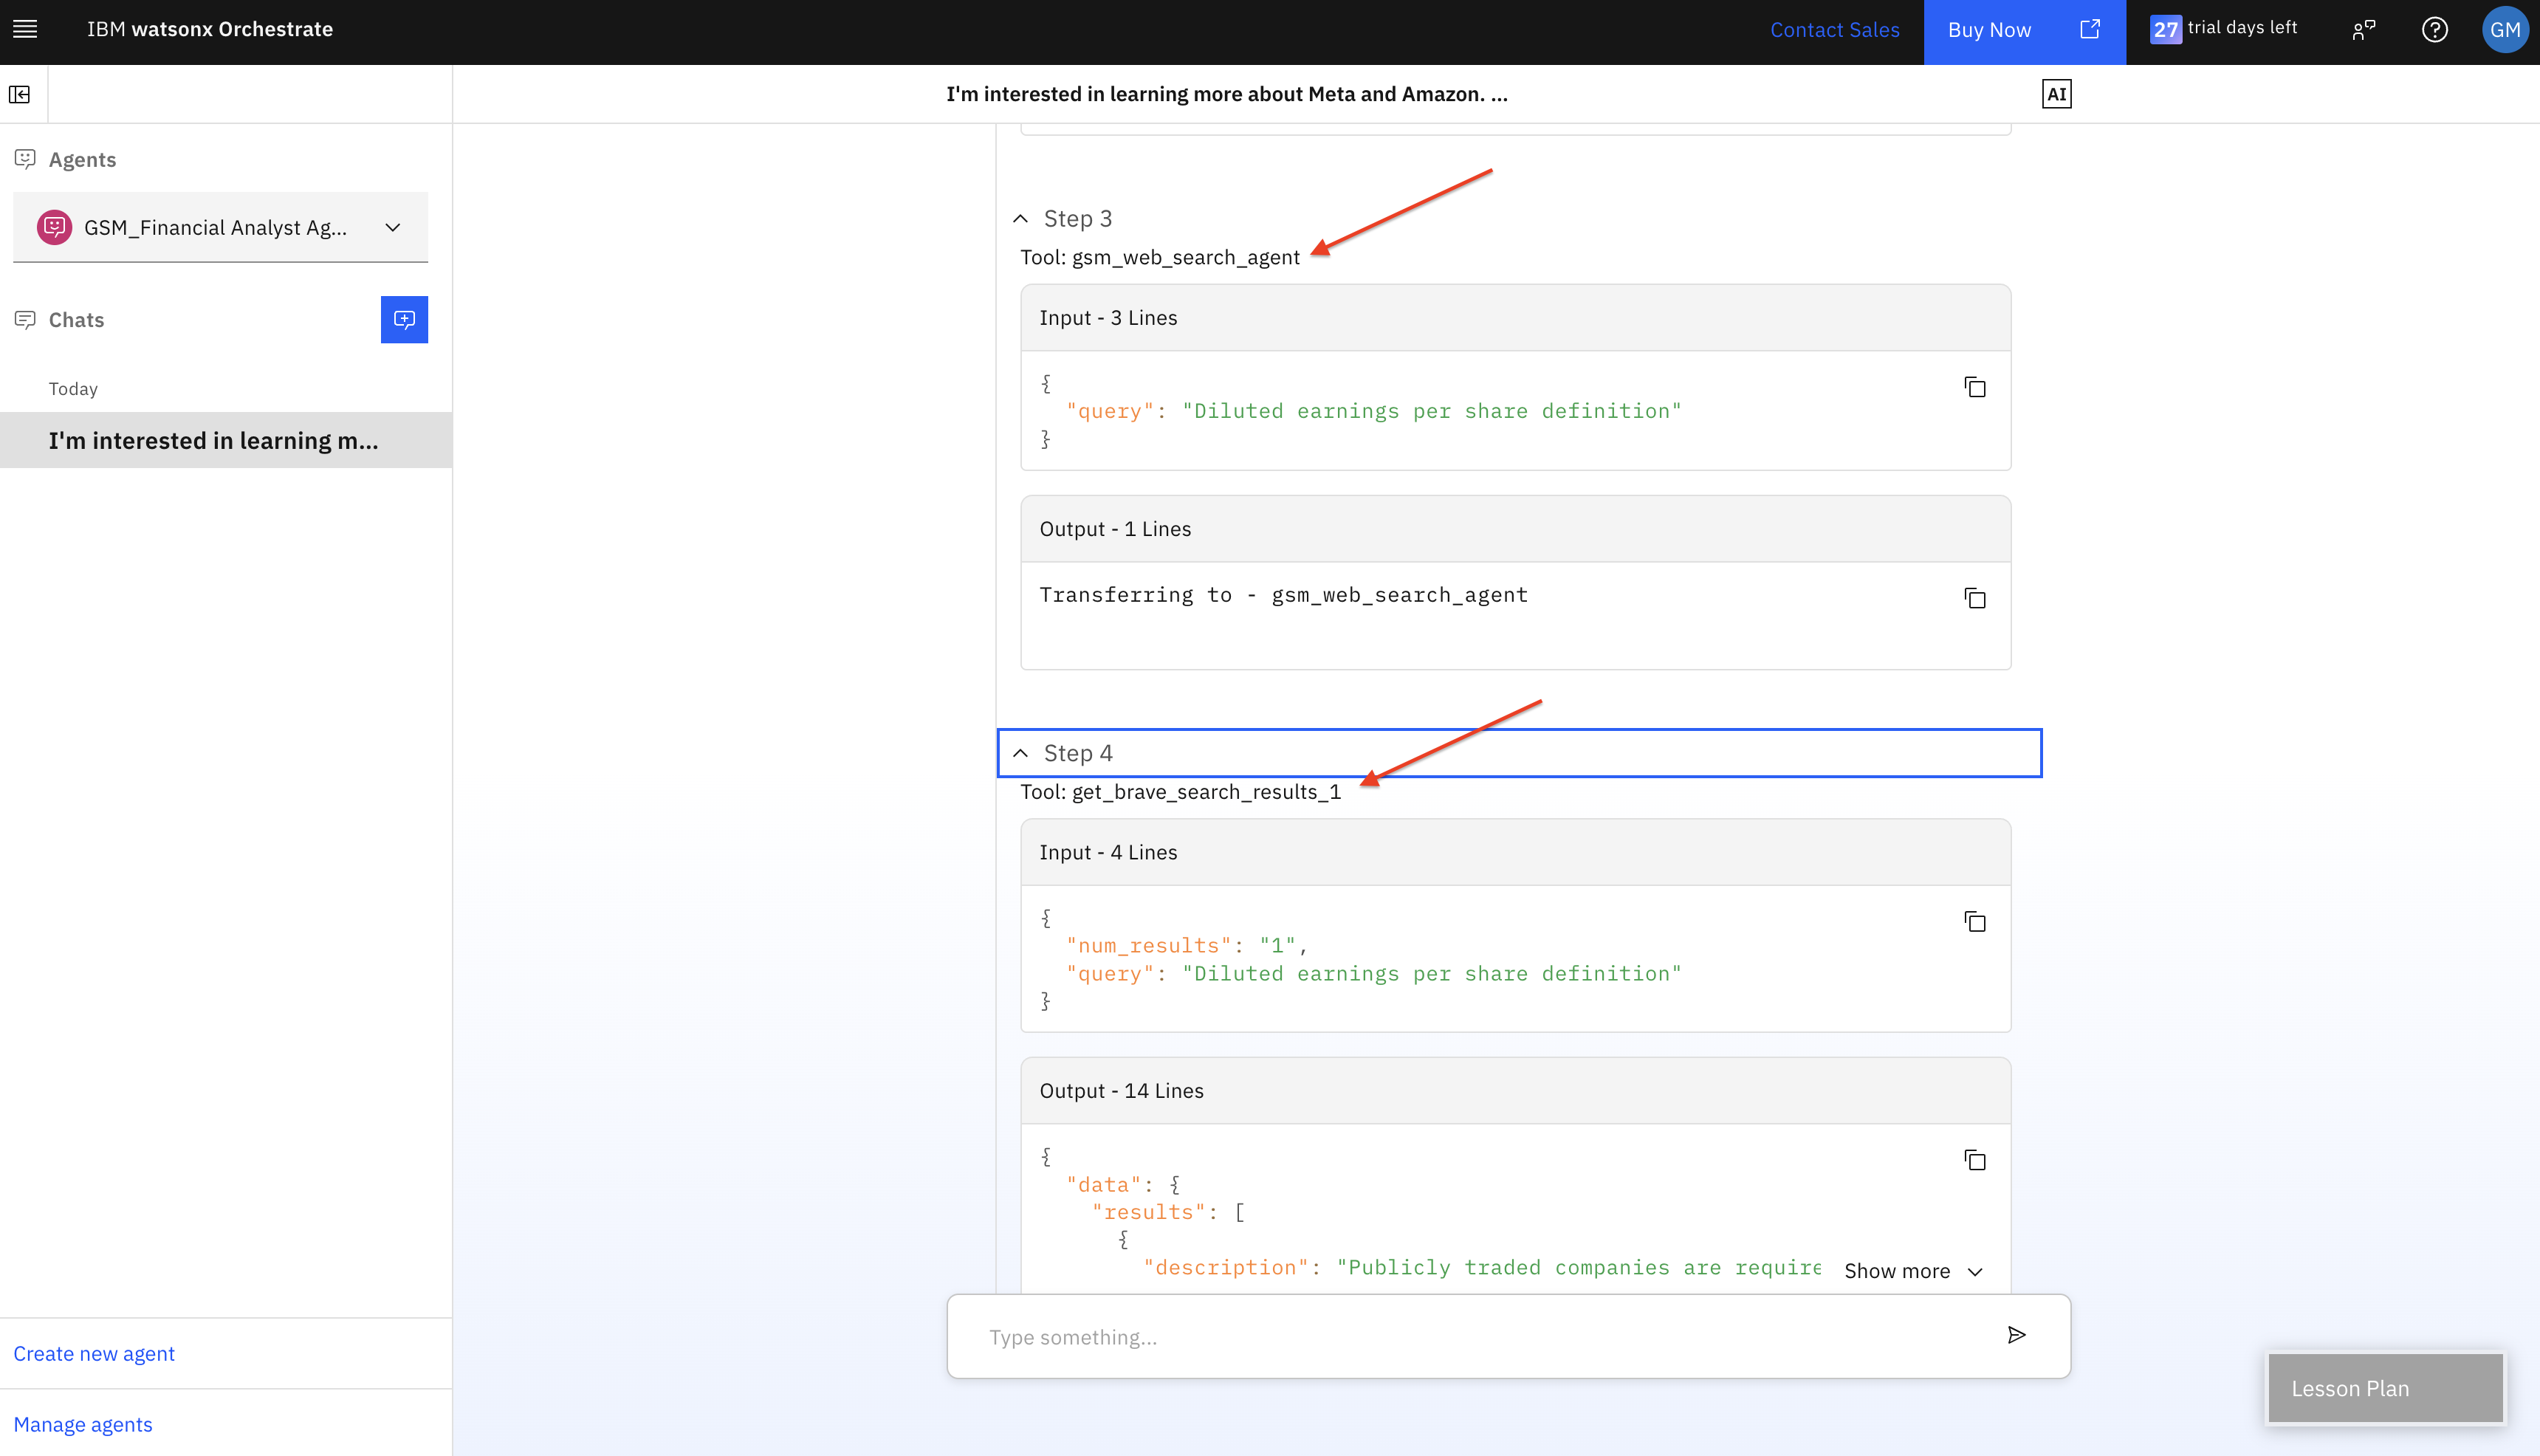 IBM watsonx Orchestrate
Contact Sales
Buy Now
27 trial days left
GM
I'm interested in learning more about Meta and Amazon. ...
AI
Agents
GSM_Financial Analyst Ag...
Chats
Today
I'm interested in learning m...
Create new agent
Manage agents
Step 3
Tool: gsm_web_search_agent
Input - 3 Lines
{
"query": "Diluted earnings per share definition"
}
Output - 1 Lines
Transferring to - gsm_web_search_agent
Step 4
Tool: get_brave_search_results_1
Input - 4 Lines
{
"num_results": "1",
"query": "Diluted earnings per share definition"
}
Output - 14 Lines
{
"data": {
"results": [
{
"description": "Publicly traded companies are require
Show more
Type something...
Lesson Plan